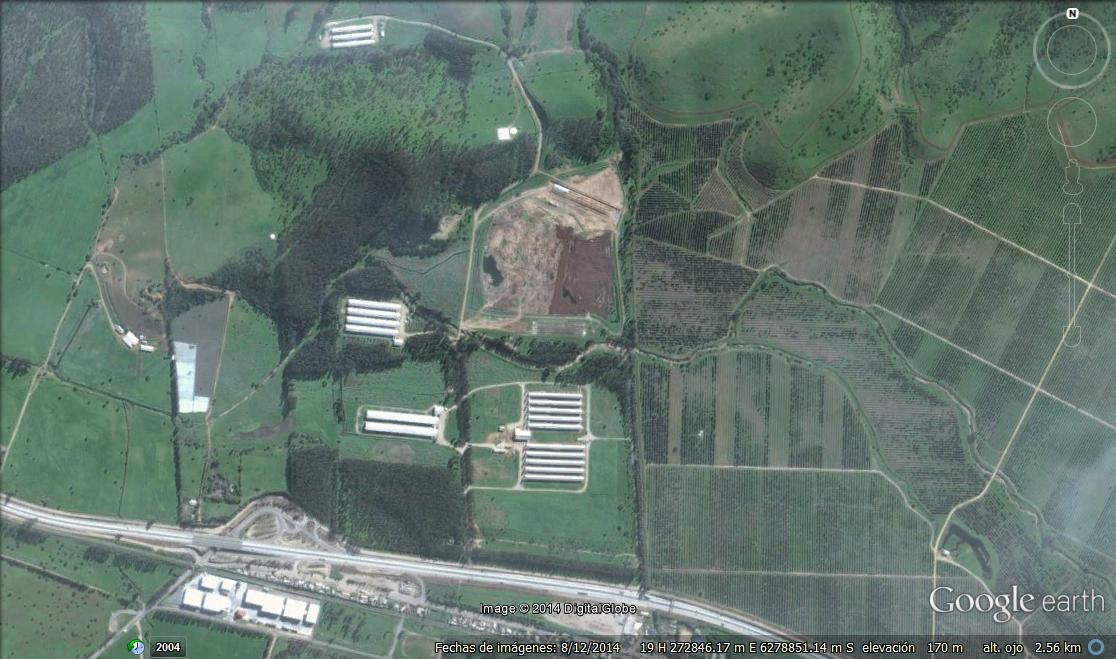 N
Image © 2014 DigitalGlobe
Google earth
2004
Fechas de imágenes: 8/12/2014 19 H 272846.17 m E 6278851.14 m S elevación 170 m alt. ojo 2.56 km